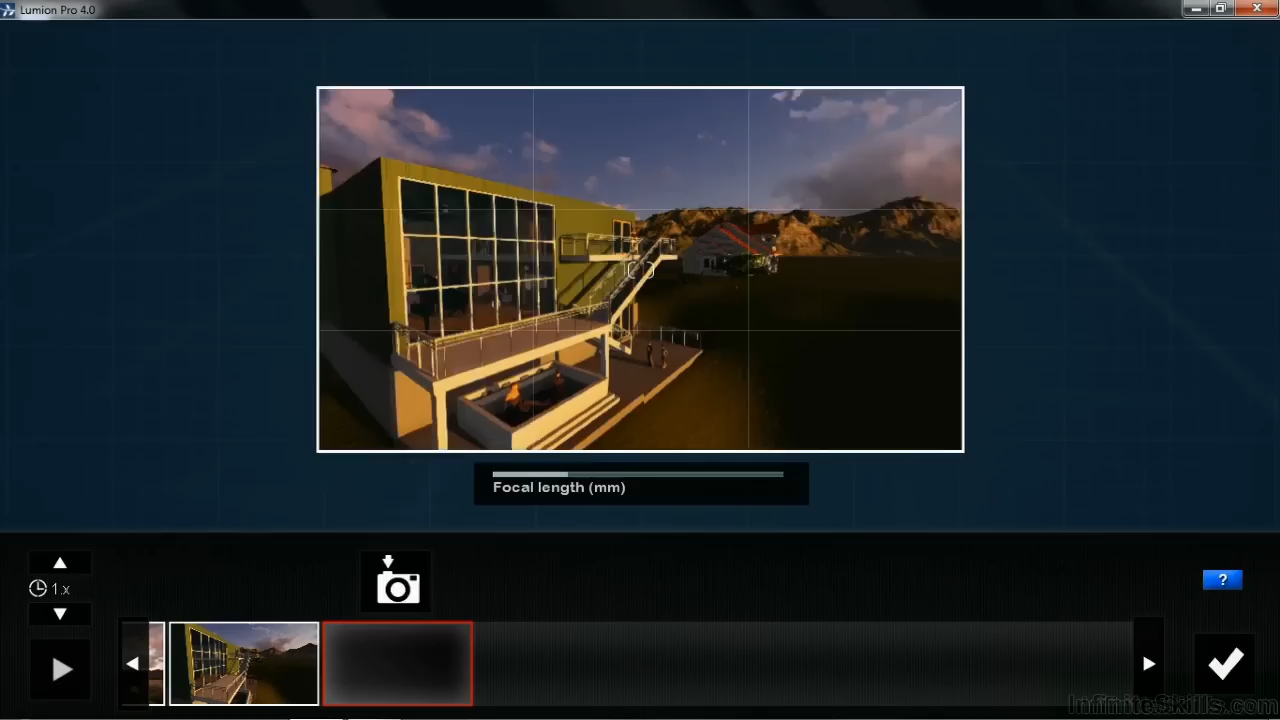 Lumion Pro 4.0
Focal length (mm)
1.x
?
InfiniteSkills.com